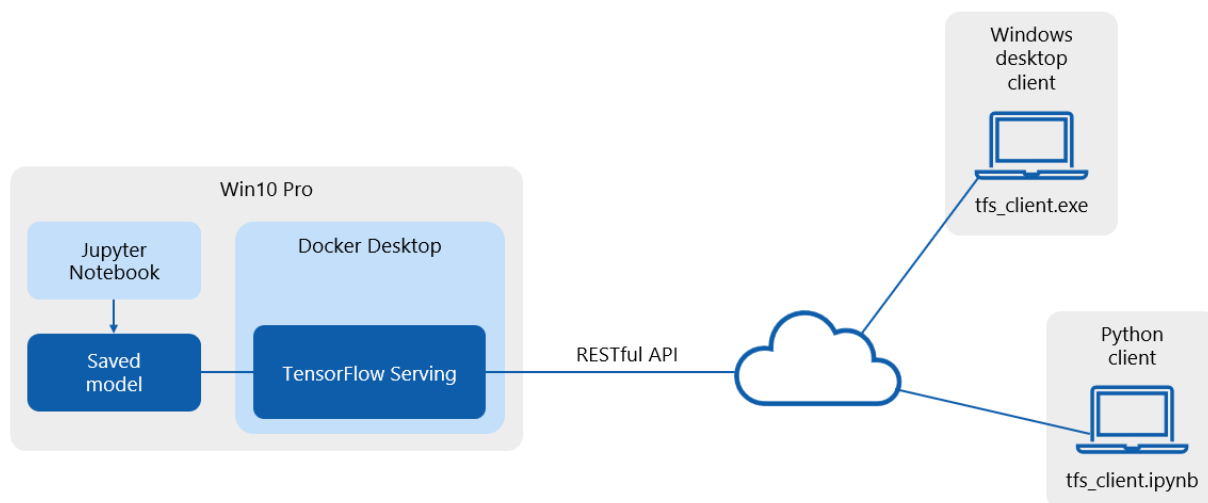 Windows
desktop
client
tfs_client.exe
Win10 Pro
Jupyter
Notebook
Docker Desktop
Saved
model
TensorFlow Serving
RESTful API
Python
client
tfs_client.ipynb